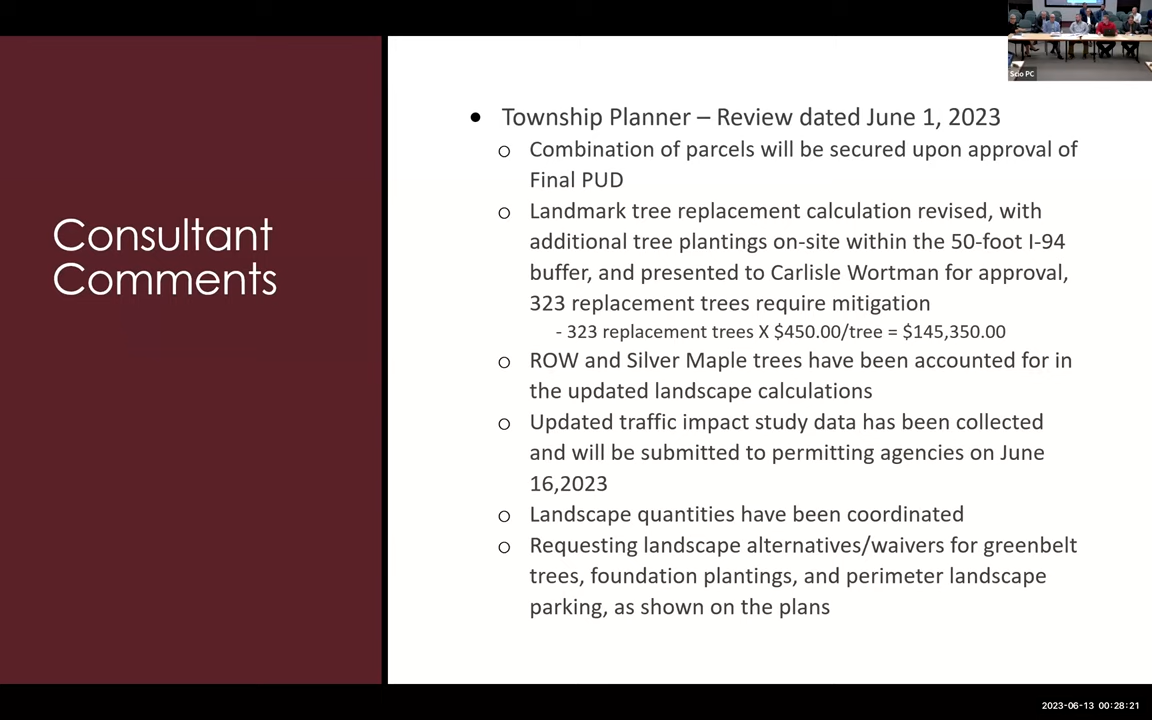 Scio PC
Consultant
Comments
• Township Planner – Review dated June 1, 2023
o Combination of parcels will be secured upon approval of
Final PUD
o Landmark tree replacement calculation revised, with
additional tree plantings on-site within the 50-foot I-94
buffer, and presented to Carlisle Wortman for approval,
323 replacement trees require mitigation
- 323 replacement trees X $450.00/tree = $145,350.00
o ROW and Silver Maple trees have been accounted for in
the updated landscape calculations
o Updated traffic impact study data has been collected
and will be submitted to permitting agencies on June
16,2023
o Landscape quantities have been coordinated
o Requesting landscape alternatives/waivers for greenbelt
trees, foundation plantings, and perimeter landscape
parking, as shown on the plans
2023-06-13 00:28:21